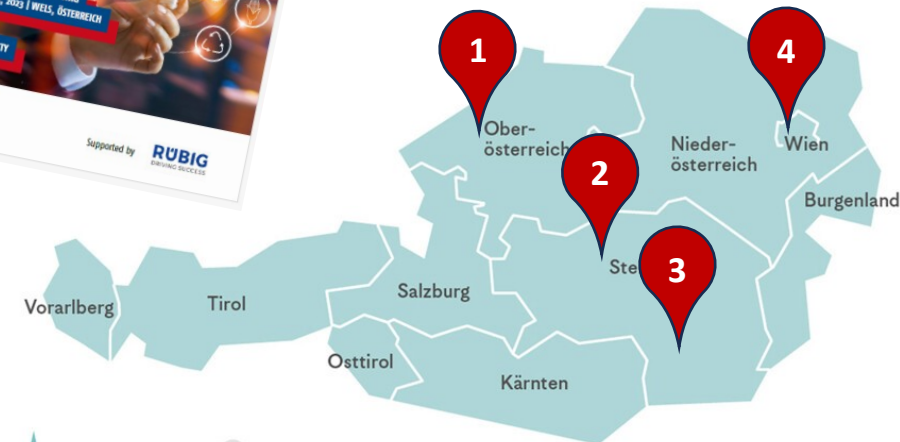 , 2023 | WELS, ÖSTERREICH
TY
Supported by RÜBIG
DRIVING SUCCESS
1
4
Ober-
österreich
Nieder-
österreich
Wien
2
Burgenland
Ste
3
Salzburg
Vorarlberg
Tirol
Osttirol
Kärnten